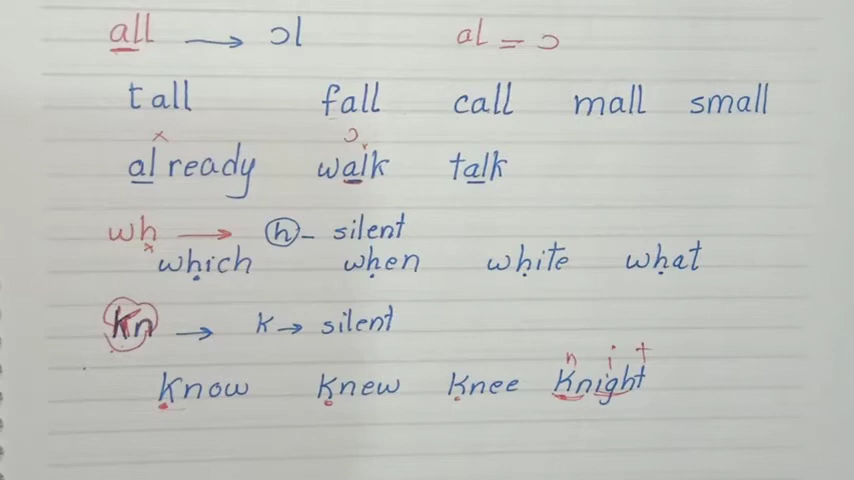 all → ɔl al = ɔ
tall fall call mall small
x ɔ x
already walk talk
wh → h - silent
x
which when white what
kn → k → silent
n i t
know knew knee knight